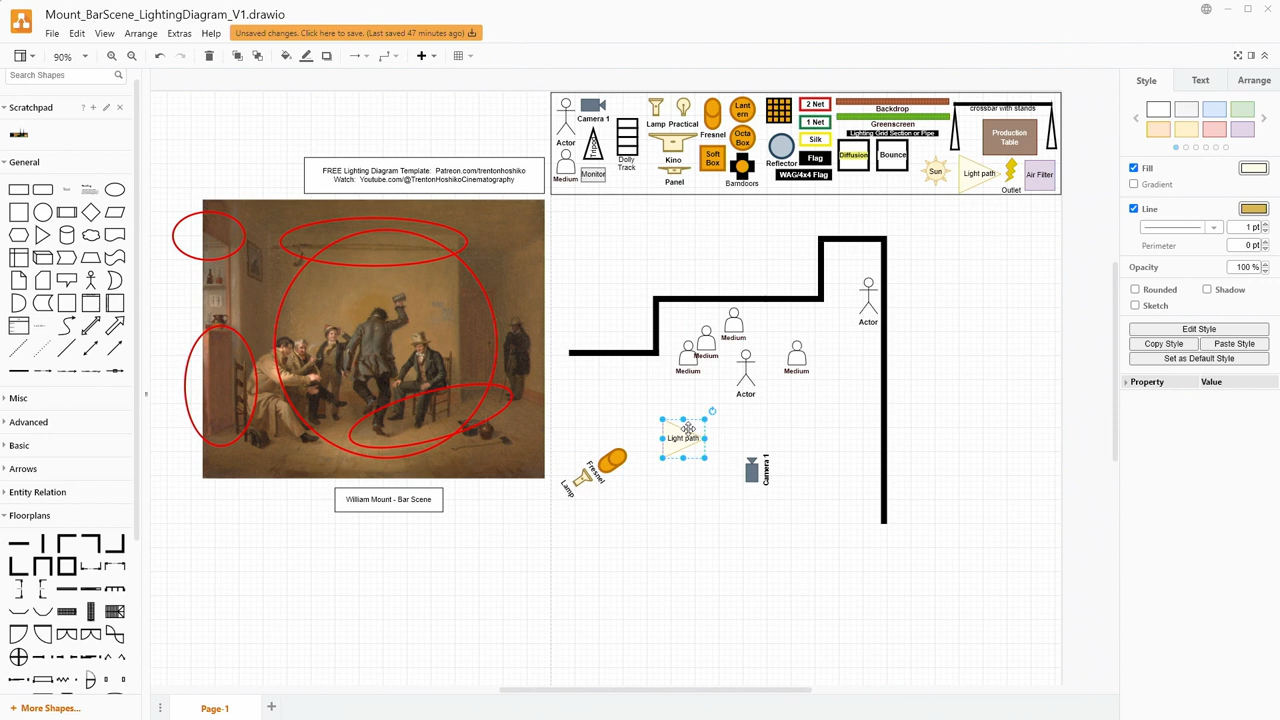 Mount_BarScene_LightingDiagram_V1.drawio
File Edit View Arrange Extras Help Unsaved changes. Click here to save. (Last saved 47 minutes ago)
90%
Search Shapes
Scratchpad
?
General
Misc
Advanced
Basic
Arrows
Entity Relation
Floorplans
+ More Shapes...
FREE Lighting Diagram Template: Patreon.com/trentonhoshiko
Watch: Youtube.com/@TrentonHoshikoCinematography
William Mount - Bar Scene
Actor
Medium
Camera 1
Tripod
Monitor
Dolly
Track
Lamp
Practical
Kino
Panel
Fresnel
Soft
Box
Lant
ern
Octa
Box
Barndoors
Reflector
2 Net
1 Net
Silk
Flag
WAG/4x4 Flag
Backdrop
Greenscreen
Lighting Grid Section or Pipe
Diffusion
Bounce
crossbar with stands
Production
Table
Sun
Light path
Outlet
Air Filter
Actor
Medium
Medium
Medium
Medium
Actor
Light path
Fresnel
Lamp
Camera 1
Page-1
Style
Text
Arrange
Fill
Gradient
Line
1 pt
Perimeter
0 pt
Opacity
100 %
Rounded
Shadow
Sketch
Edit Style
Copy Style
Paste Style
Set as Default Style
Property
Value